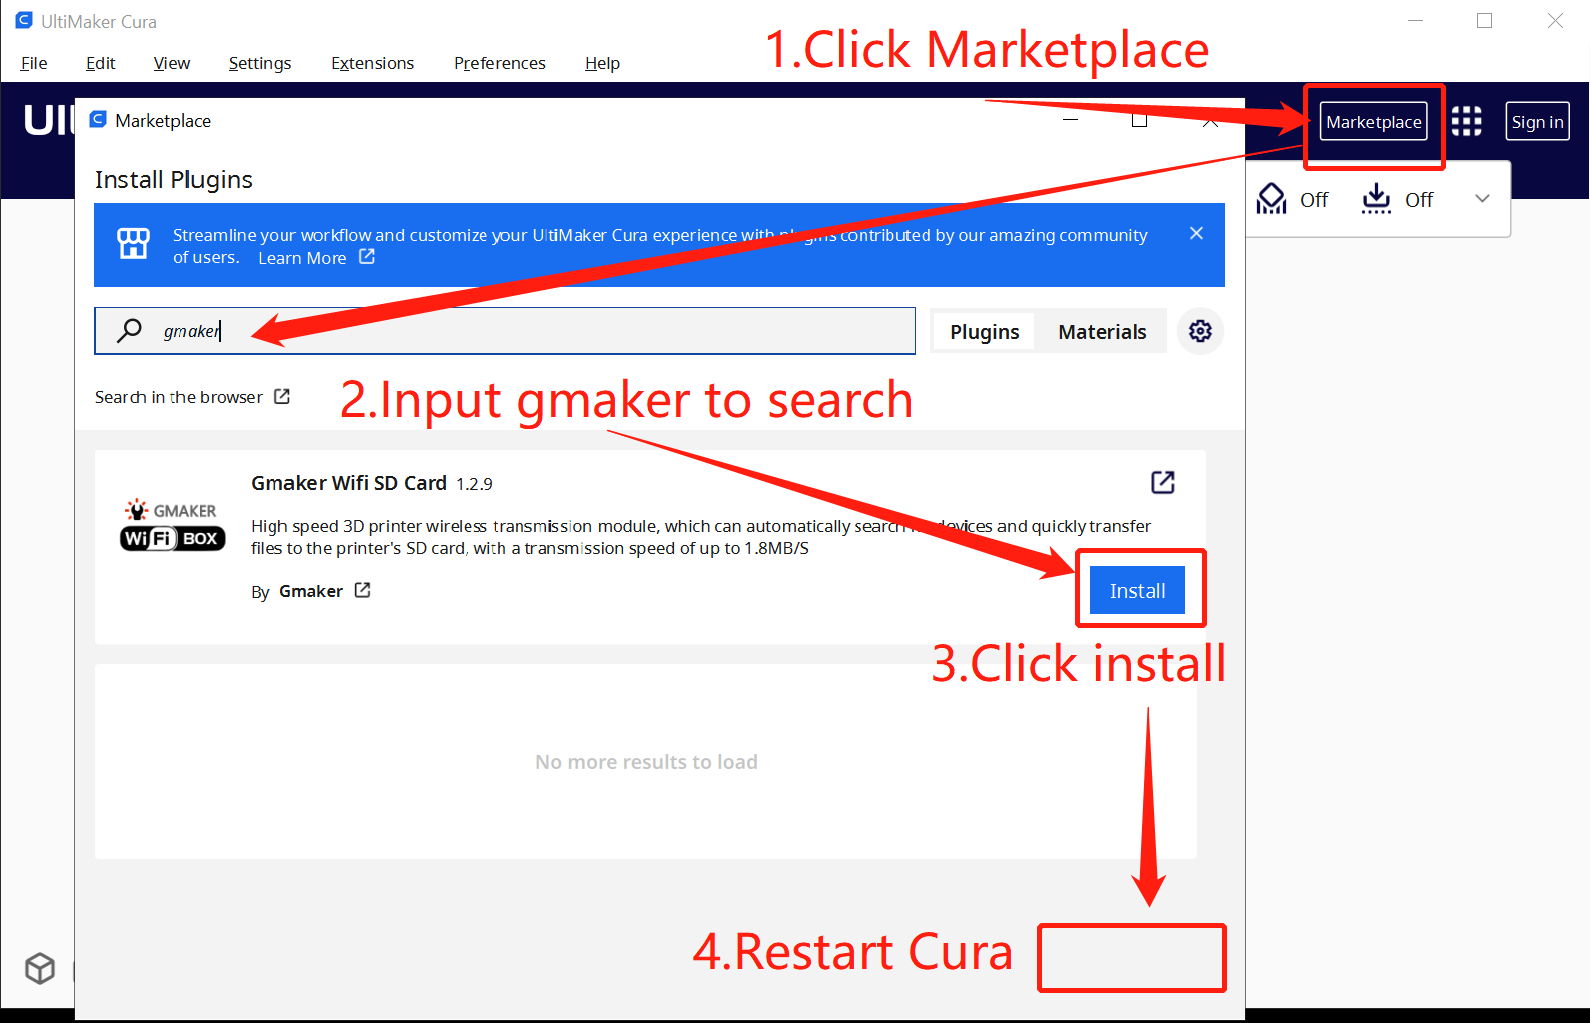 UltiMaker Cura
File Edit View Settings Extensions Preferences Help
1.Click Marketplace
Marketplace
Marketplace
Sign in
Install Plugins
Off Off
Streamline your workflow and customize your UltiMaker Cura experience with plugins contributed by our amazing community
of users. Learn More
gmaker
Plugins Materials
Search in the browser
2.Input gmaker to search
Gmaker Wifi SD Card 1.2.9
GMAKER
WiFi BOX
High speed 3D printer wireless transmission module, which can automatically search devices and quickly transfer
files to the printer's SD card, with a transmission speed of up to 1.8MB/S
By Gmaker
Install
3.Click install
No more results to load
4.Restart Cura